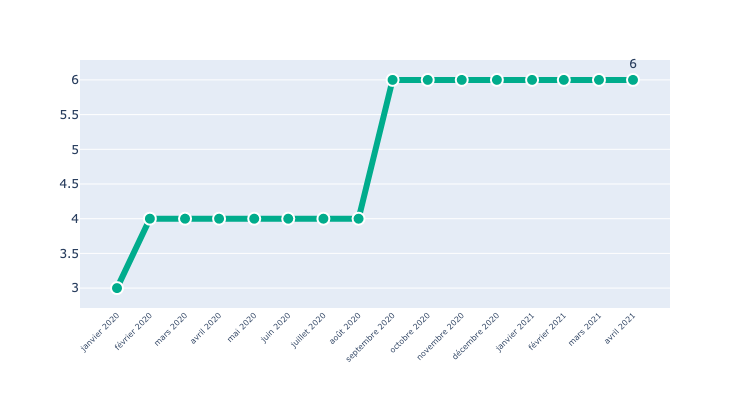 6
6
5.5
5
4.5
4
3.5
3
janvier 2020
février 2020
mars 2020
avril 2020
mai 2020
juin 2020
juillet 2020
août 2020
septembre 2020
octobre 2020
novembre 2020
décembre 2020
janvier 2021
février 2021
mars 2021
avril 2021